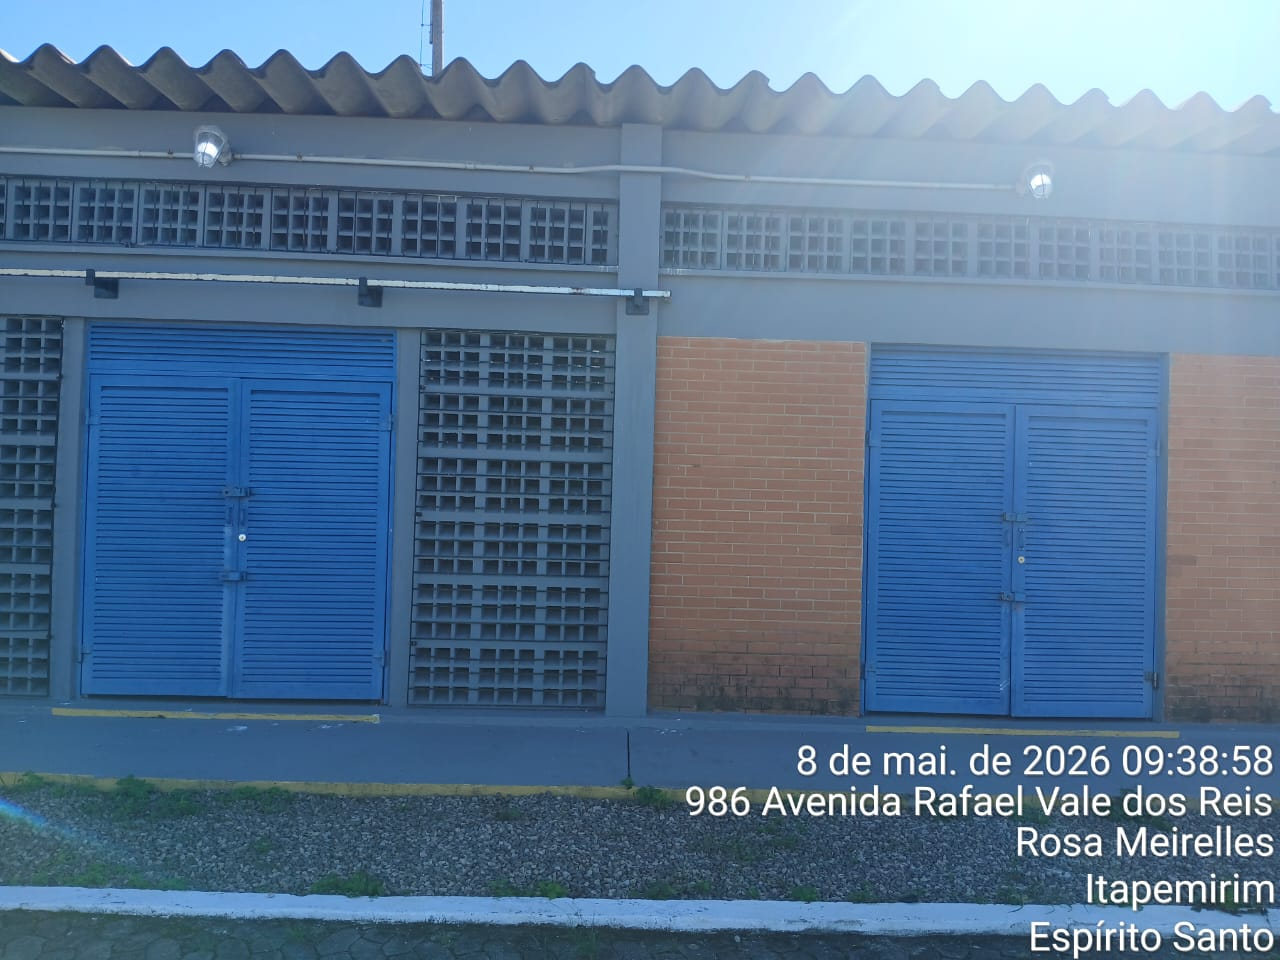 8 de mai. de 2026 09:38:58
986 Avenida Rafael Vale dos Reis
Rosa Meirelles
Itapemirim
Espírito Santo